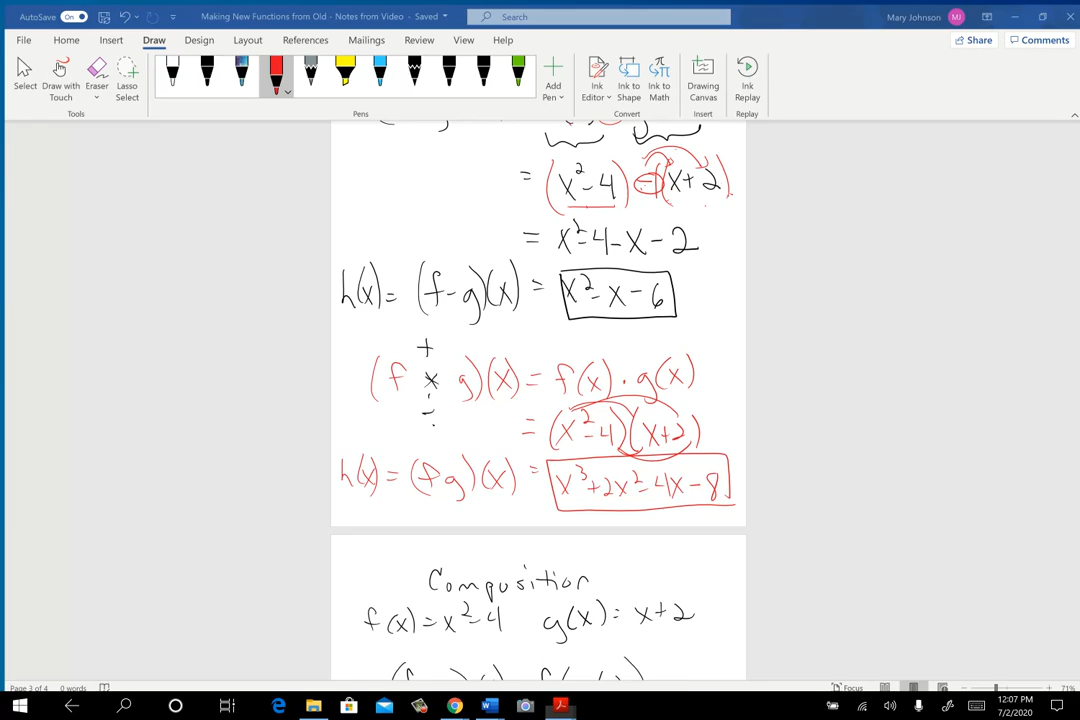 AutoSave On Making New Functions from Old - Notes from Video - Saved Search Mary Johnson MJ
File Home Insert Draw Design Layout References Mailings Review View Help Share Comments
Select Draw with Touch Eraser Lasso Select Add Pen Ink Editor Ink to Shape Ink to Math Drawing Canvas Ink Replay
Tools Pens Convert Insert Replay
= (x² - 4) - (x + 2)
= x² - 4 - x - 2
h(x) = (f - g)(x) = x² - x - 6
+
(f x g)(x) = f(x) · g(x)
÷
= (x² - 4)(x + 2)
h(x) = (fg)(x) = x³ + 2x² - 4x - 8
Composition
f(x) = x² - 4 g(x) = x + 2
Page 3 of 4 0 words Focus 71%
12:07 PM
7/2/2020